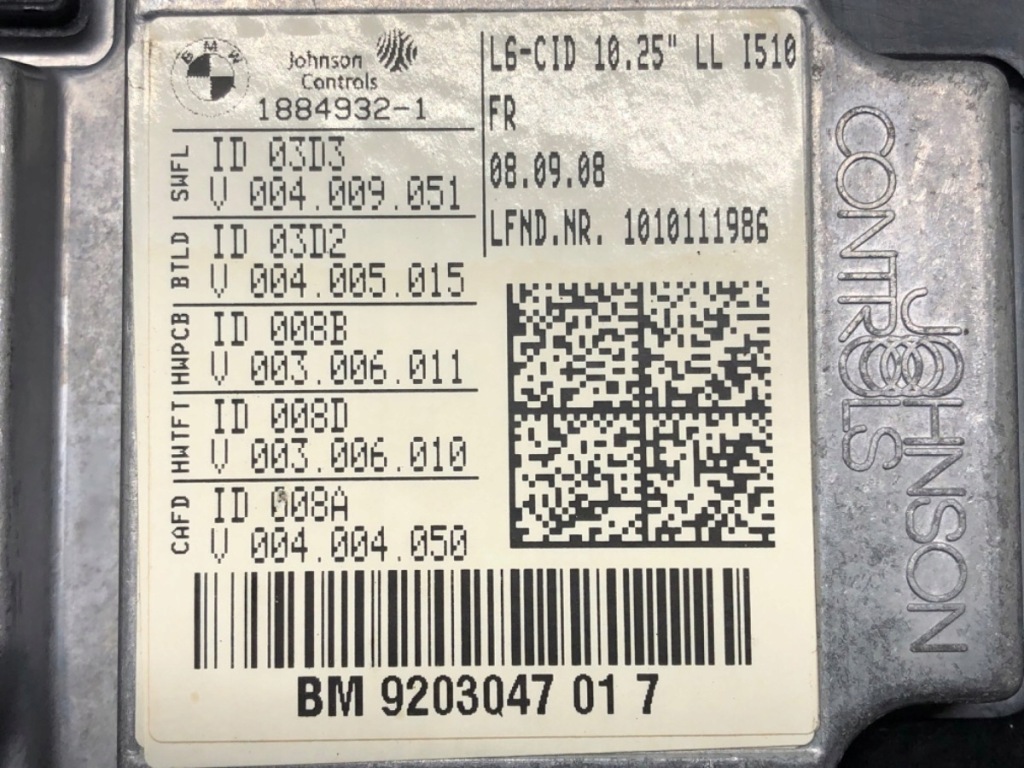 BMW
Johnson
Controls
1884932-1
L6-CID 10.25" LL I510
FR
08.09.08
LFND.NR. 1010111986
SWFL
ID 03D3
V 004.009.051
BTLD
ID 03D2
V 004.005.015
HWPCB
ID 008B
V 003.006.011
HWTFT
ID 008D
V 003.006.010
CAFD
ID 008A
V 004.004.050
BM 9203047 01 7
JOHNSON
CONTROLS